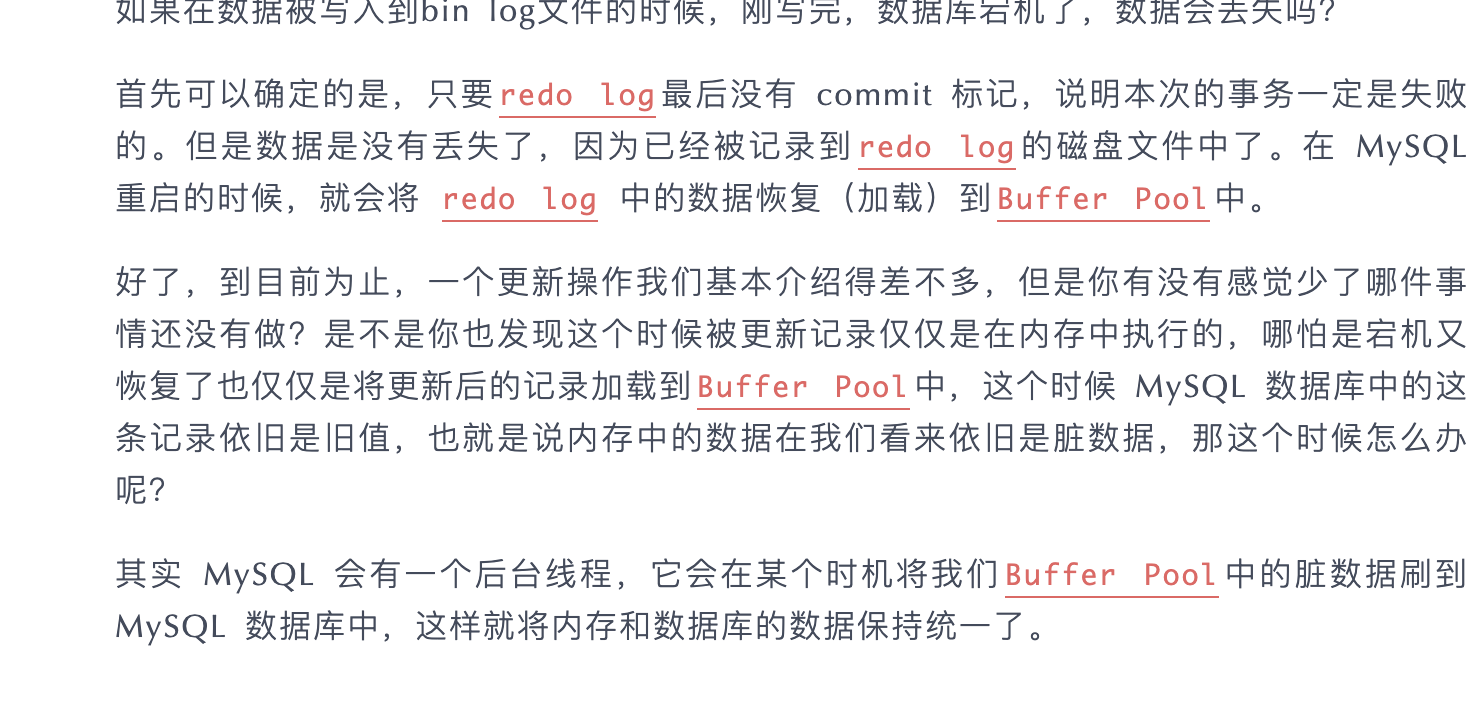 如果在数据被写入到bin log文件的时候，刚写完，数据库宕机了，数据会丢失吗？
首先可以确定的是，只要redo log最后没有 commit 标记，说明本次的事务一定是失败
的。但是数据是没有丢失了，因为已经被记录到redo log的磁盘文件中了。在 MySQL
重启的时候，就会将 redo log 中的数据恢复（加载）到Buffer Pool中。
好了，到目前为止，一个更新操作我们基本介绍得差不多，但是你有没有感觉少了哪件事
情还没有做？是不是你也发现这个时候被更新记录仅仅是在内存中执行的，哪怕是宕机又
恢复了也仅仅是将更新后的记录加载到Buffer Pool中，这个时候 MySQL 数据库中的这
条记录依旧是旧值，也就是说内存中的数据在我们看来依旧是脏数据，那这个时候怎么办
呢？
其实 MySQL 会有一个后台线程，它会在某个时机将我们Buffer Pool中的脏数据刷到
MySQL 数据库中，这样就将内存和数据库的数据保持统一了。